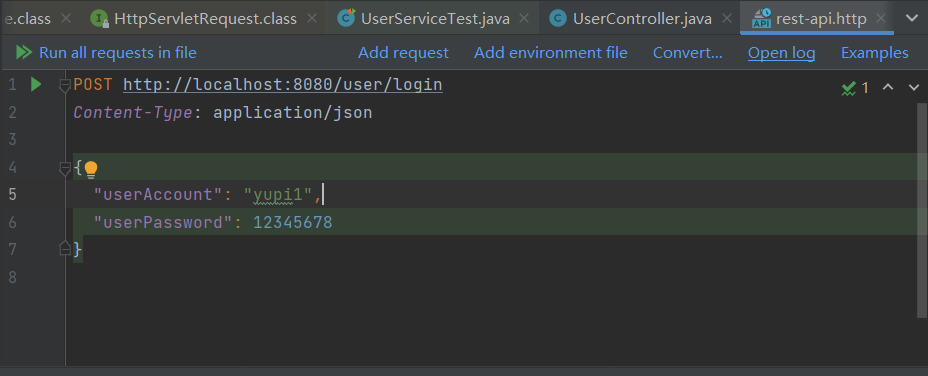 e.class HttpServletRequest.class UserServiceTest.java UserController.java rest-api.http
Run all requests in file Add request Add environment file Convert... Open log Examples
1 POST http://localhost:8080/user/login 1
2 Content-Type: application/json
3
4 {
5 "userAccount": "yupi1",
6 "userPassword": 12345678
7 }
8